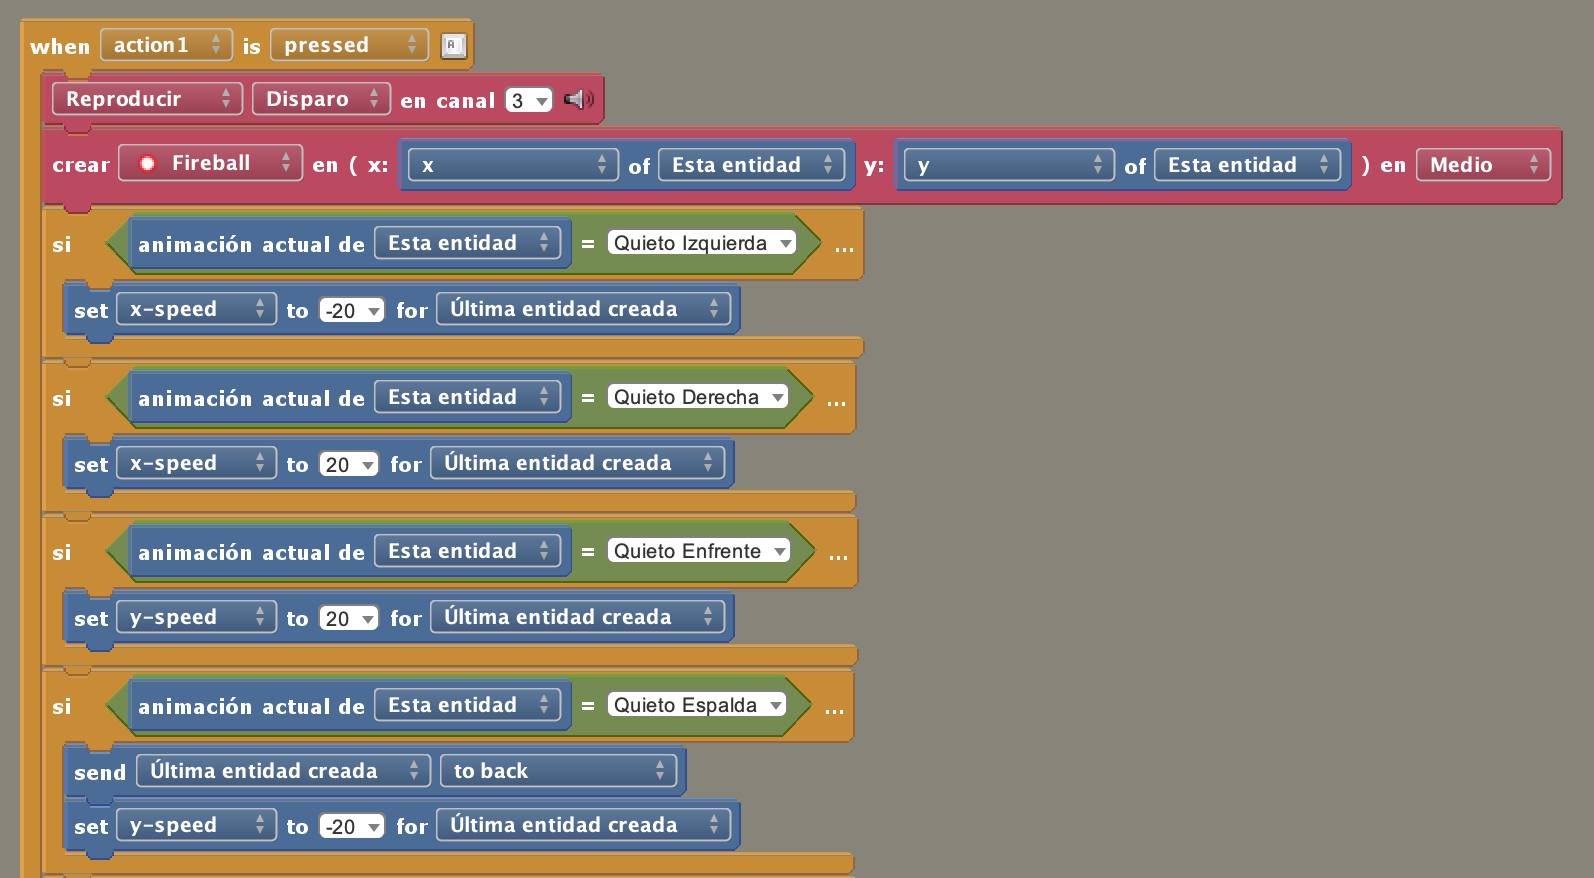 when action1 is pressed A
Reproducir Disparo en canal 3
crear Fireball en ( x: x of Esta entidad y: y of Esta entidad ) en Medio
si animación actual de Esta entidad = Quieto Izquierda ...
set x-speed to -20 for Última entidad creada
si animación actual de Esta entidad = Quieto Derecha ...
set x-speed to 20 for Última entidad creada
si animación actual de Esta entidad = Quieto Enfrente ...
set y-speed to 20 for Última entidad creada
si animación actual de Esta entidad = Quieto Espalda ...
send Última entidad creada to back
set y-speed to -20 for Última entidad creada